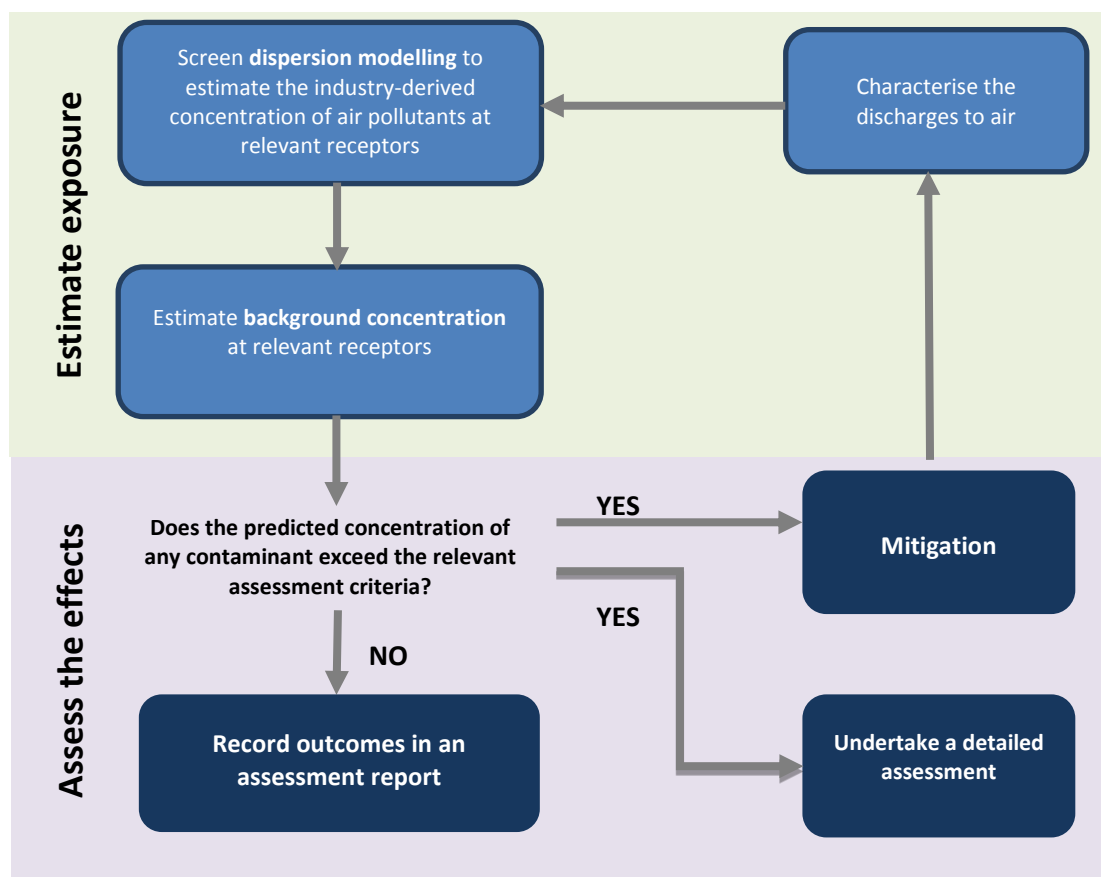 Estimate exposure
Screen dispersion modelling to
estimate the industry-derived
concentration of air pollutants at
relevant receptors
Characterise the
discharges to air
Estimate background concentration
at relevant receptors
Assess the effects
Does the predicted concentration of
any contaminant exceed the relevant
assessment criteria?
YES
Mitigation
YES
NO
Record outcomes in an
assessment report
Undertake a detailed
assessment